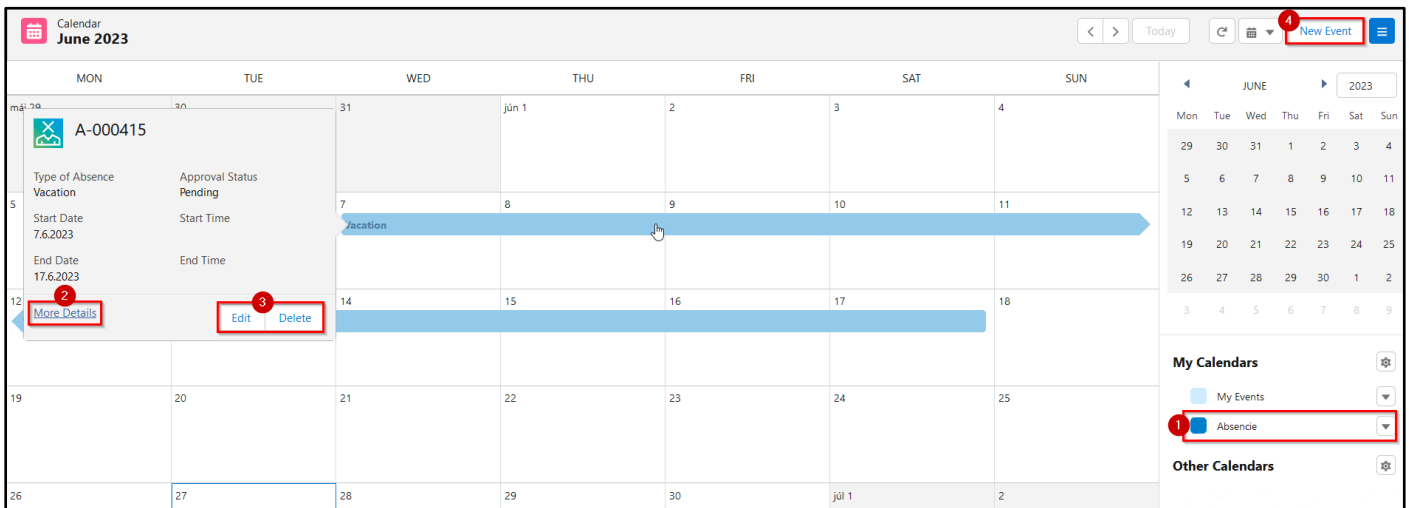 Calendar
June 2023
Today
4
New Event
MON TUE WED THU FRI SAT SUN
máj 29 30 31 jún 1 2 3 4
A-000415
Type of Absence Approval Status
Vacation Pending
Start Date Start Time
7.6.2023
End Date End Time
17.6.2023
2
More Details
3
Edit Delete
5 7 8 9 10 11
Vacation
12 14 15 16 17 18
19 20 21 22 23 24 25
26 27 28 29 30 júl 1 2
JUNE 2023
Mon Tue Wed Thu Fri Sat Sun
29 30 31 1 2 3 4
5 6 7 8 9 10 11
12 13 14 15 16 17 18
19 20 21 22 23 24 25
26 27 28 29 30 1 2
3 4 5 6 7 8 9
My Calendars
My Events
1
Absencie
Other Calendars